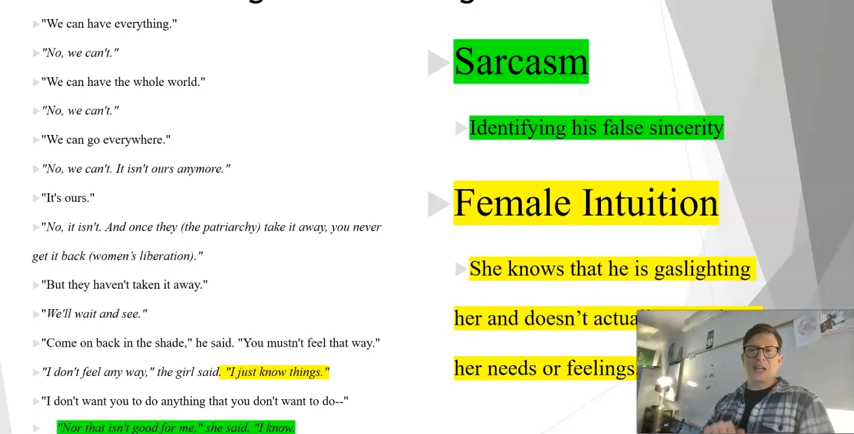 "We can have everything."
"No, we can't."
"We can have the whole world."
"No, we can't."
"We can go everywhere."
"No, we can't. It isn't ours anymore."
"It's ours."
"No, it isn't. And once they (the patriarchy) take it away, you never
get it back (women's liberation)."
"But they haven't taken it away."
"We'll wait and see."
"Come on back in the shade," he said. "You mustn't feel that way."
"I don't feel any way," the girl said. "I just know things."
"I don't want you to do anything that you don't want to do--"
"Nor that isn't good for me," she said. "I know.
Sarcasm
Identifying his false sincerity
Female Intuition
She knows that he is gaslighting
her and doesn't
her needs or feelings.